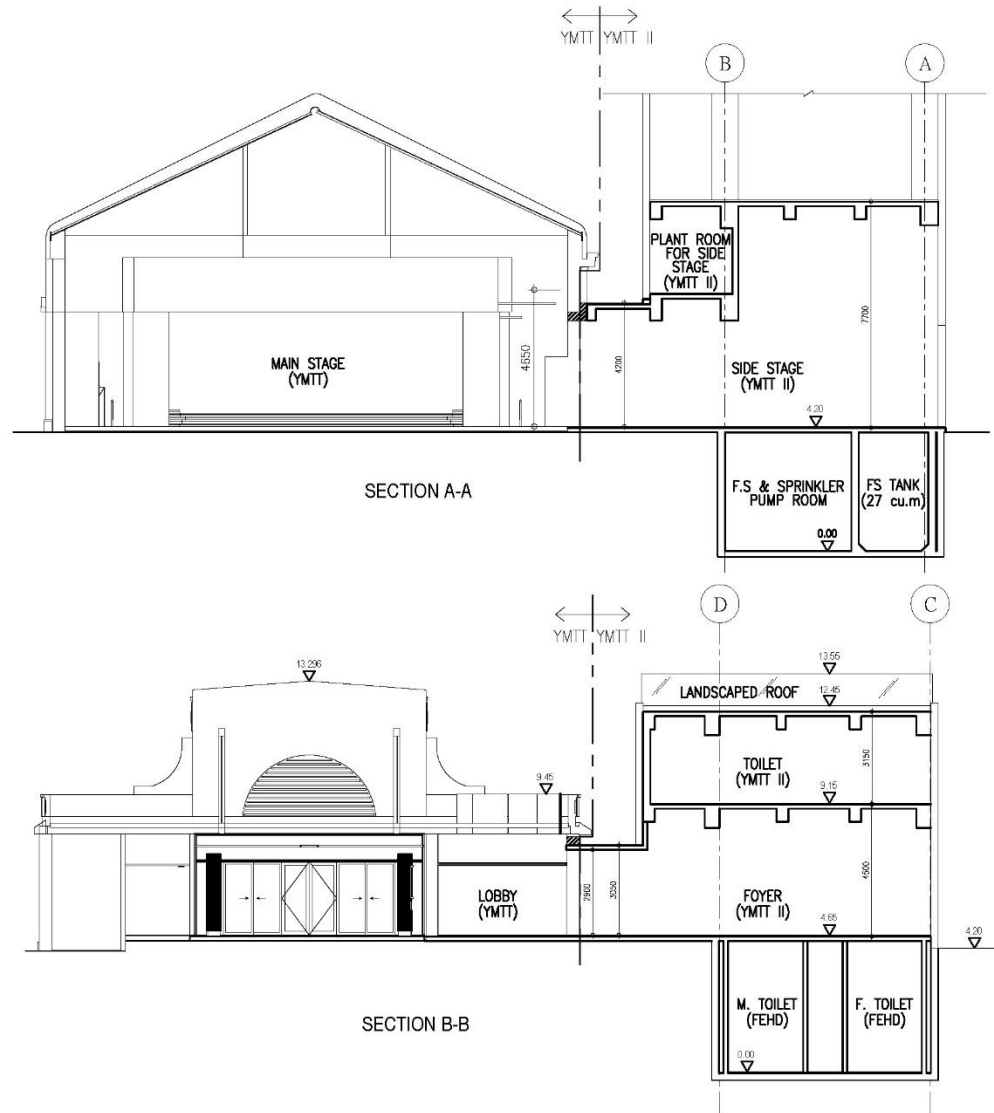 YMTT YMTT II
B
A
PLANT ROOM
FOR SIDE
STAGE
(YMTT II)
MAIN STAGE
(YMTT)
4650
4200
7700
SIDE STAGE
(YMTT II)
4.20
SECTION A-A
F.S & SPRINKLER
PUMP ROOM
FS TANK
(27 cu.m)
0.00
YMTT YMTT II
D
C
13.296
13.55
LANDSCAPED ROOF
12.45
TOILET
(YMTT II)
3150
9.45
9.15
LOBBY
(YMTT)
2900
3050
FOYER
(YMTT II)
4500
4.65
4.20
M. TOILET
(FEHD)
F. TOILET
(FEHD)
SECTION B-B
0.00